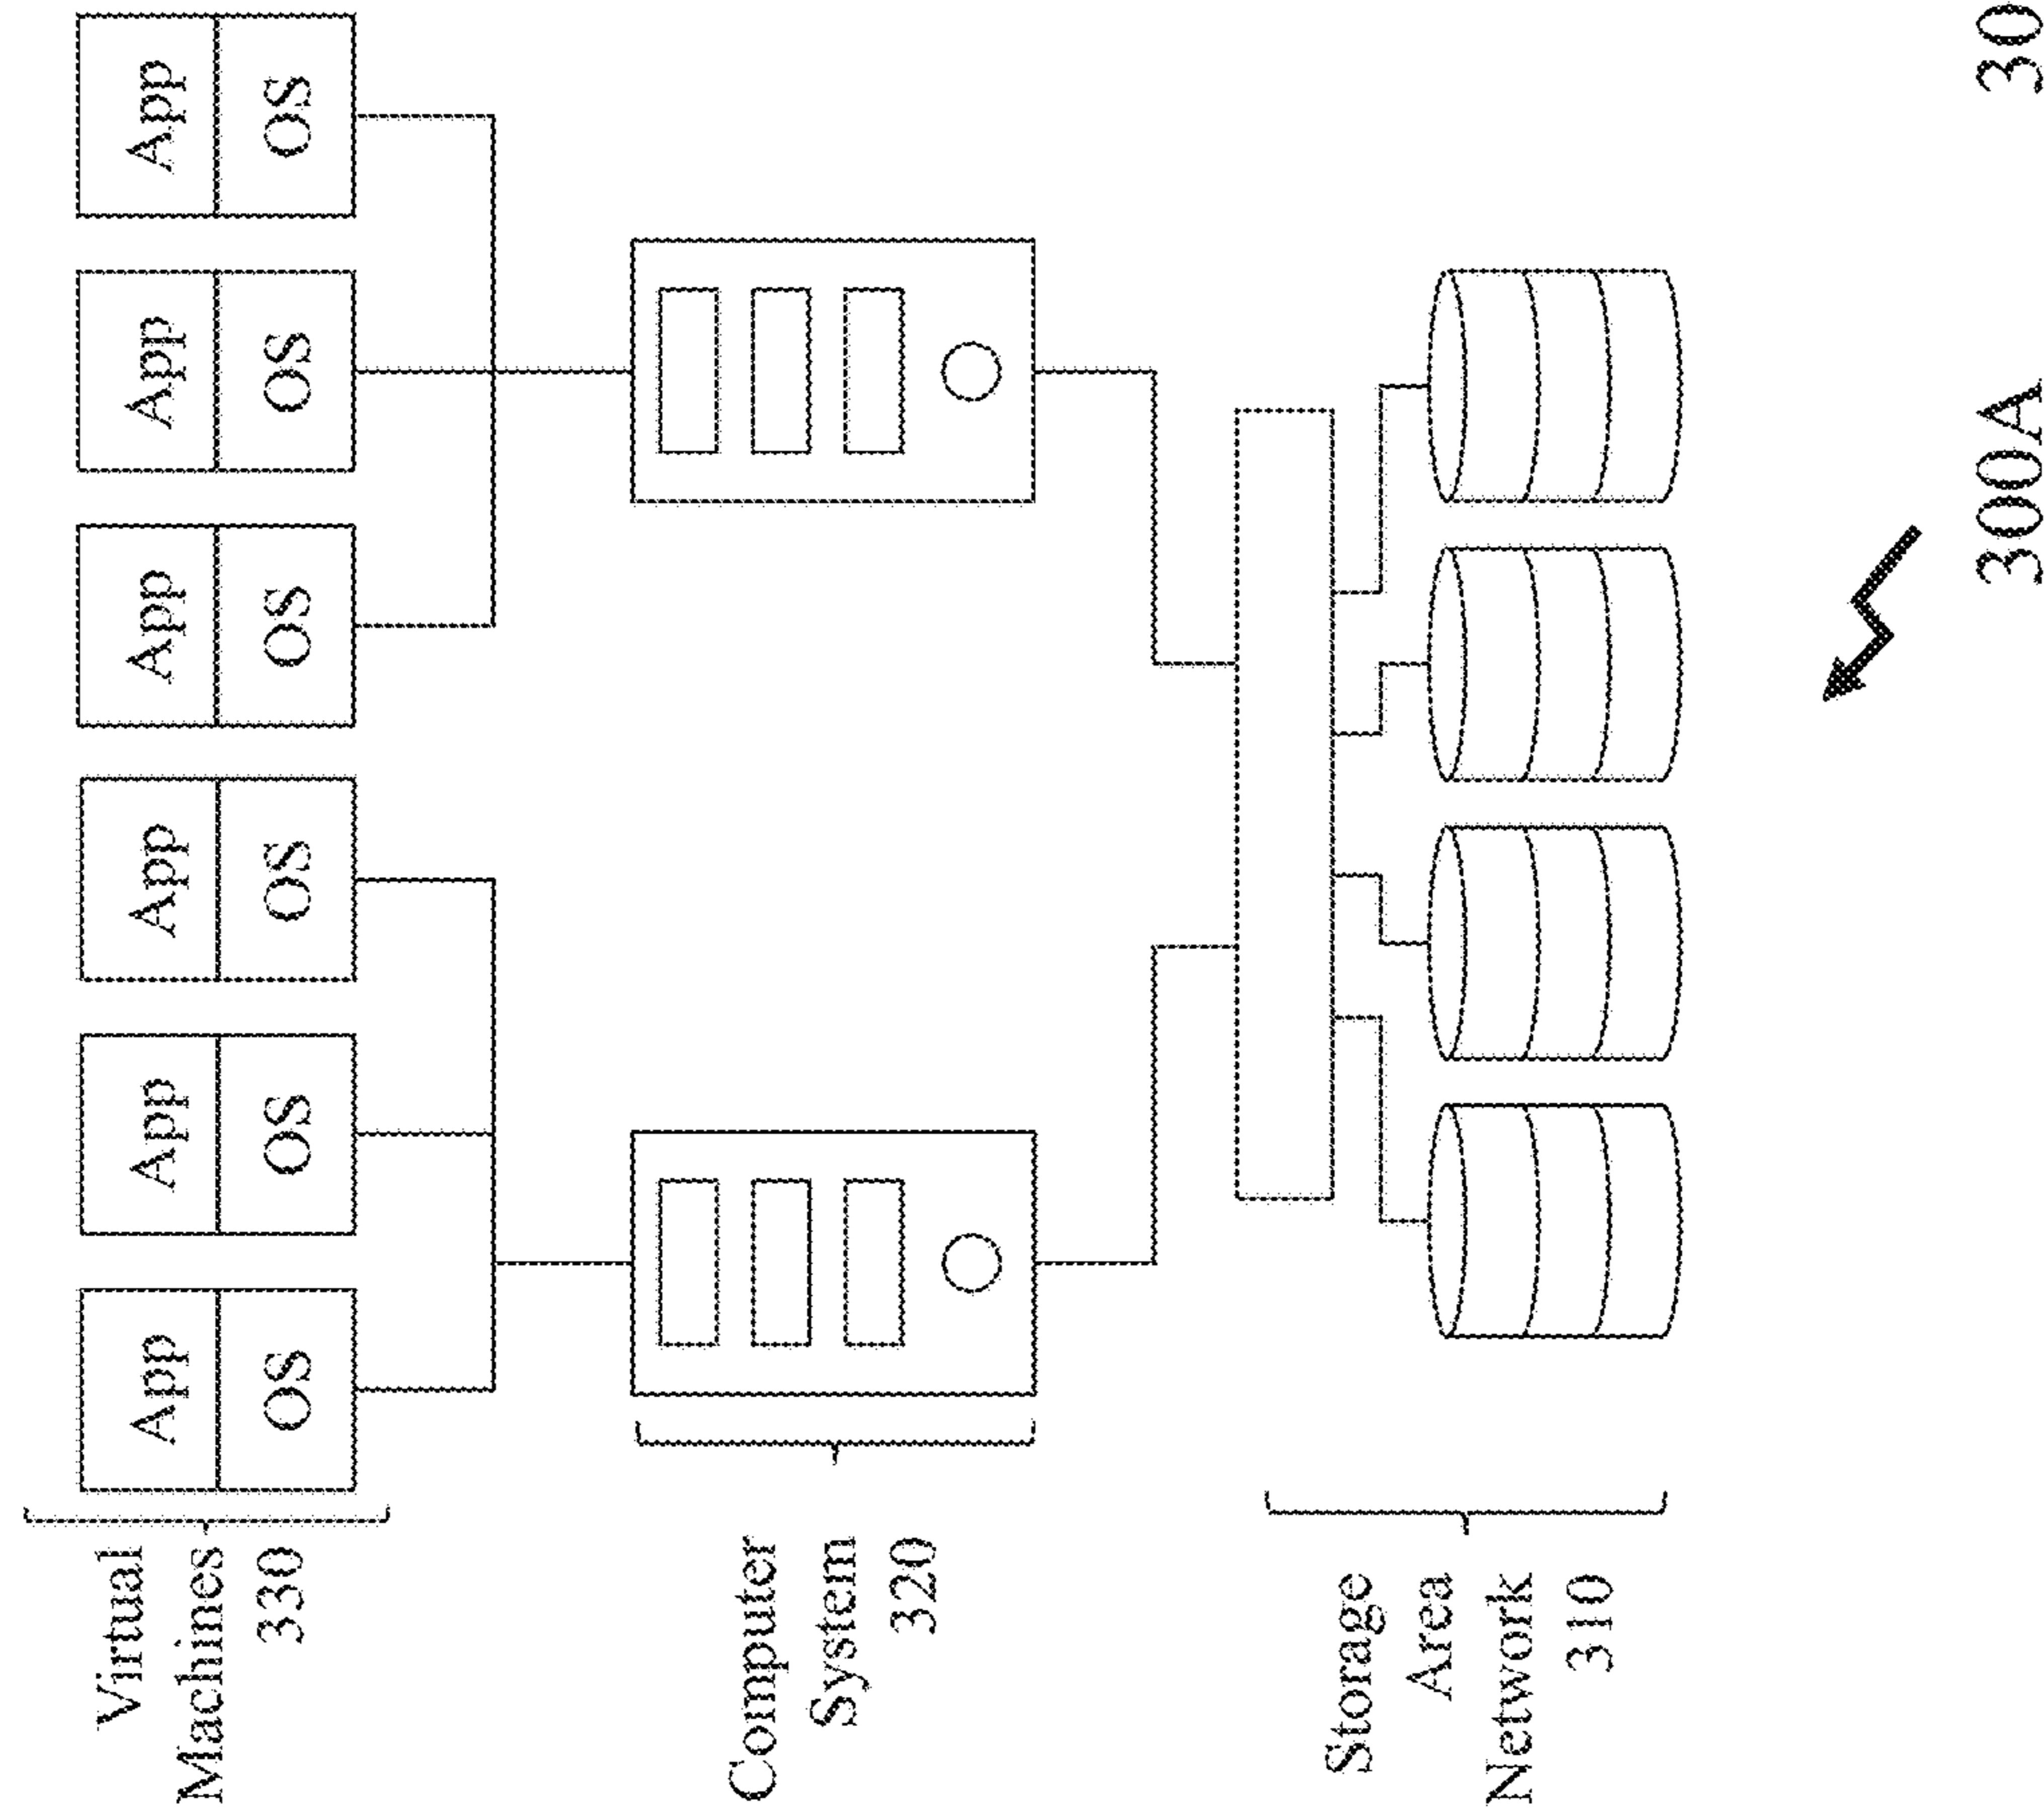 Virtual
Machines
330
App App App App App App
OS OS OS OS OS OS
Computer
System
320
Storage
Area
Network
310
300A
30